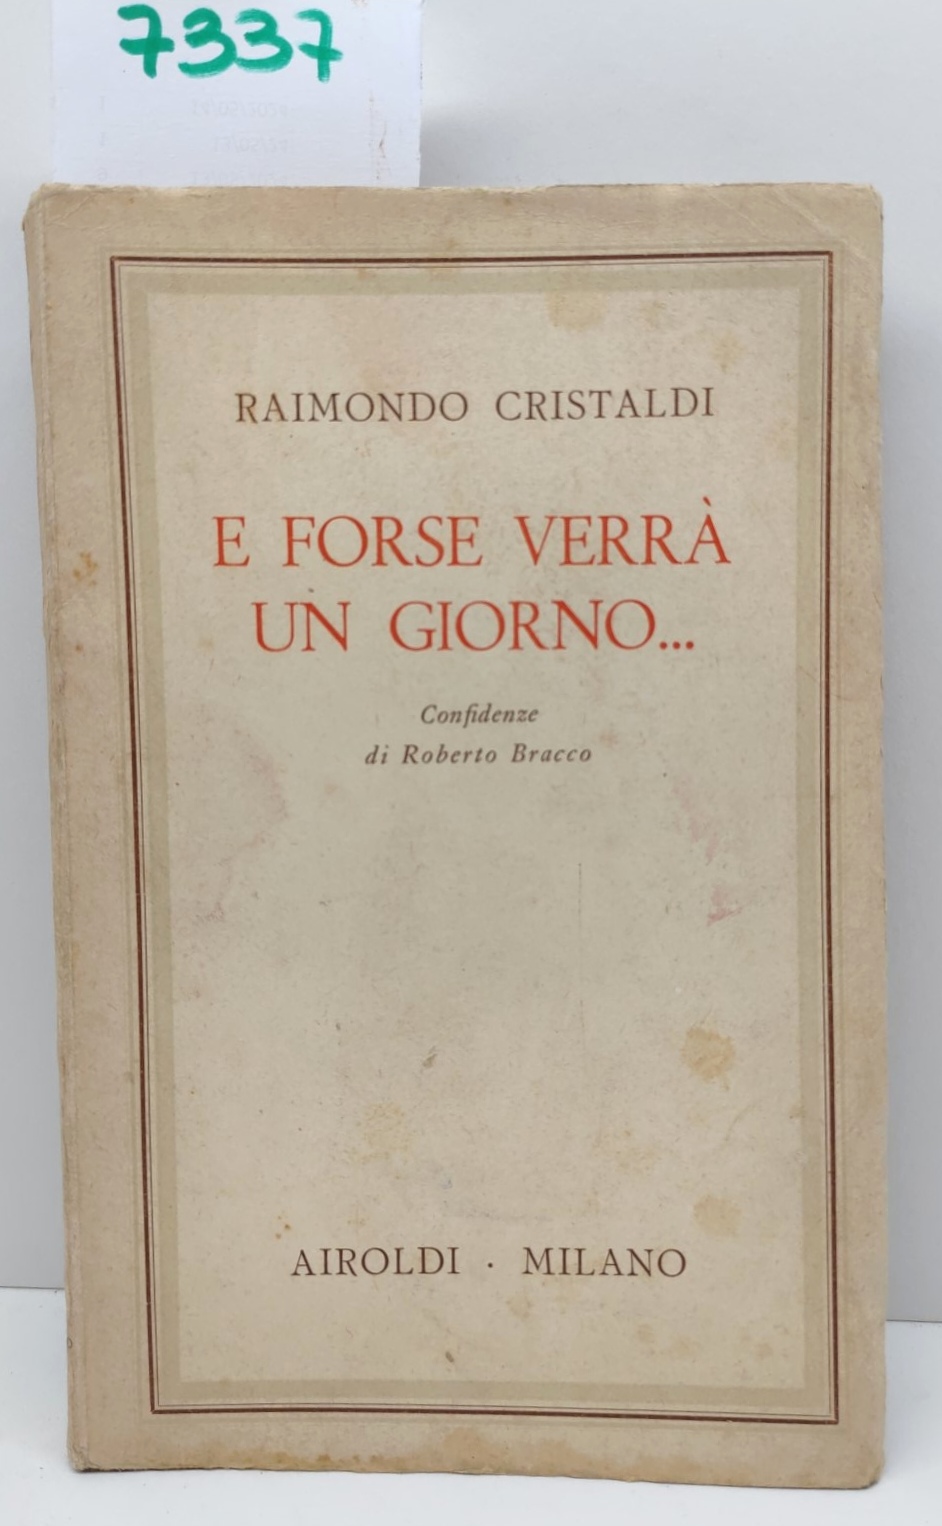 7337
RAIMONDO CRISTALDI
E FORSE VERRÀ
UN GIORNO...
Confidenze
di Roberto Bracco
AIROLDI · MILANO